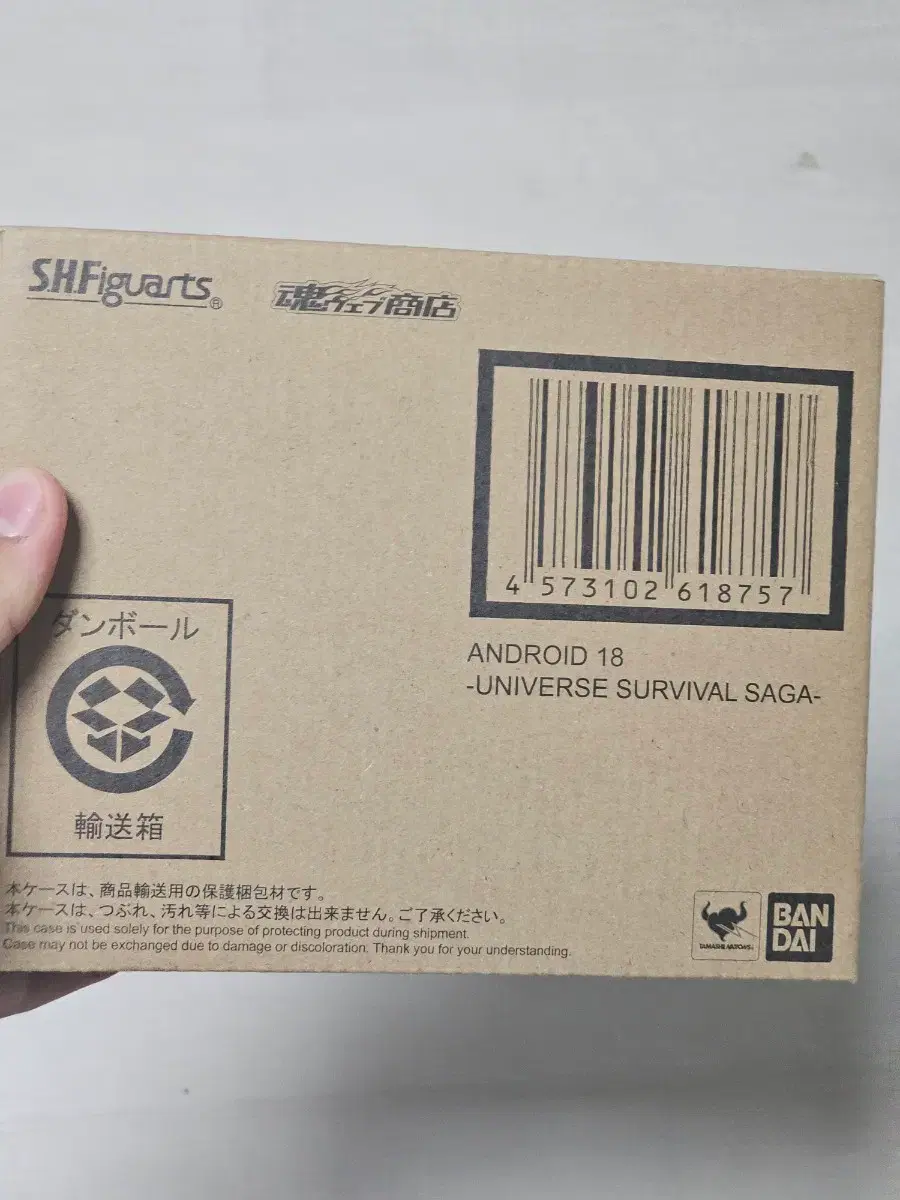 S.H.Figuarts®
魂ウェブ商店
4 573102 618757
ANDROID 18
-UNIVERSE SURVIVAL SAGA-
ダンボール
輸送箱
本ケースは、商品輸送用の保護梱包材です。
本ケースは、つぶれ、汚れ等による交換は出来ません。ご了承ください。
This case is used solely for the purpose of protecting product during shipment.
Case may not be exchanged due to damage or discoloration. Thank you for your understanding.
TAMASHII NATIONS
BAN
DAI